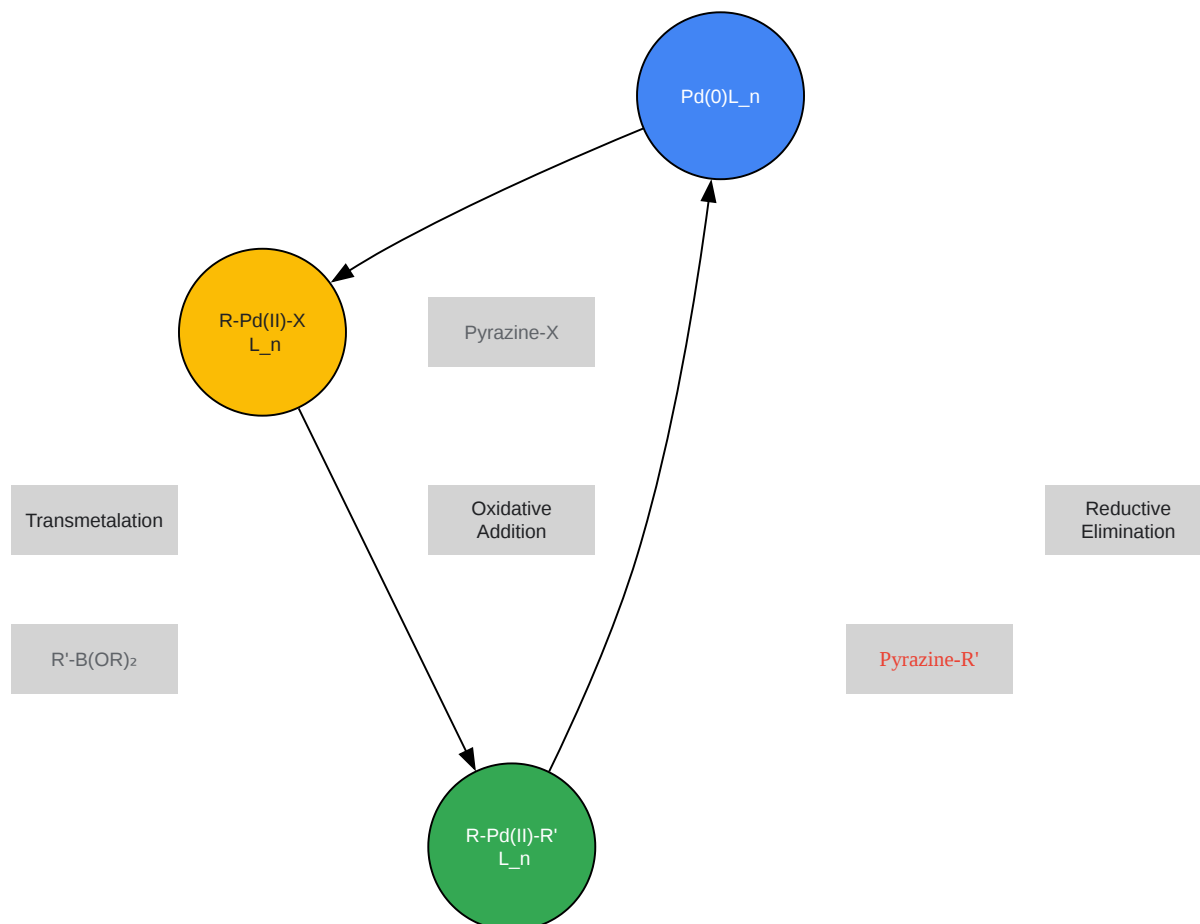 Pd(0)L_n
R-Pd(II)-X
L_n
Pyrazine-X
Transmetalation
Oxidative
Addition
Reductive
Elimination
R'-B(OR)₂
Pyrazine-R'
R-Pd(II)-R'
L_n